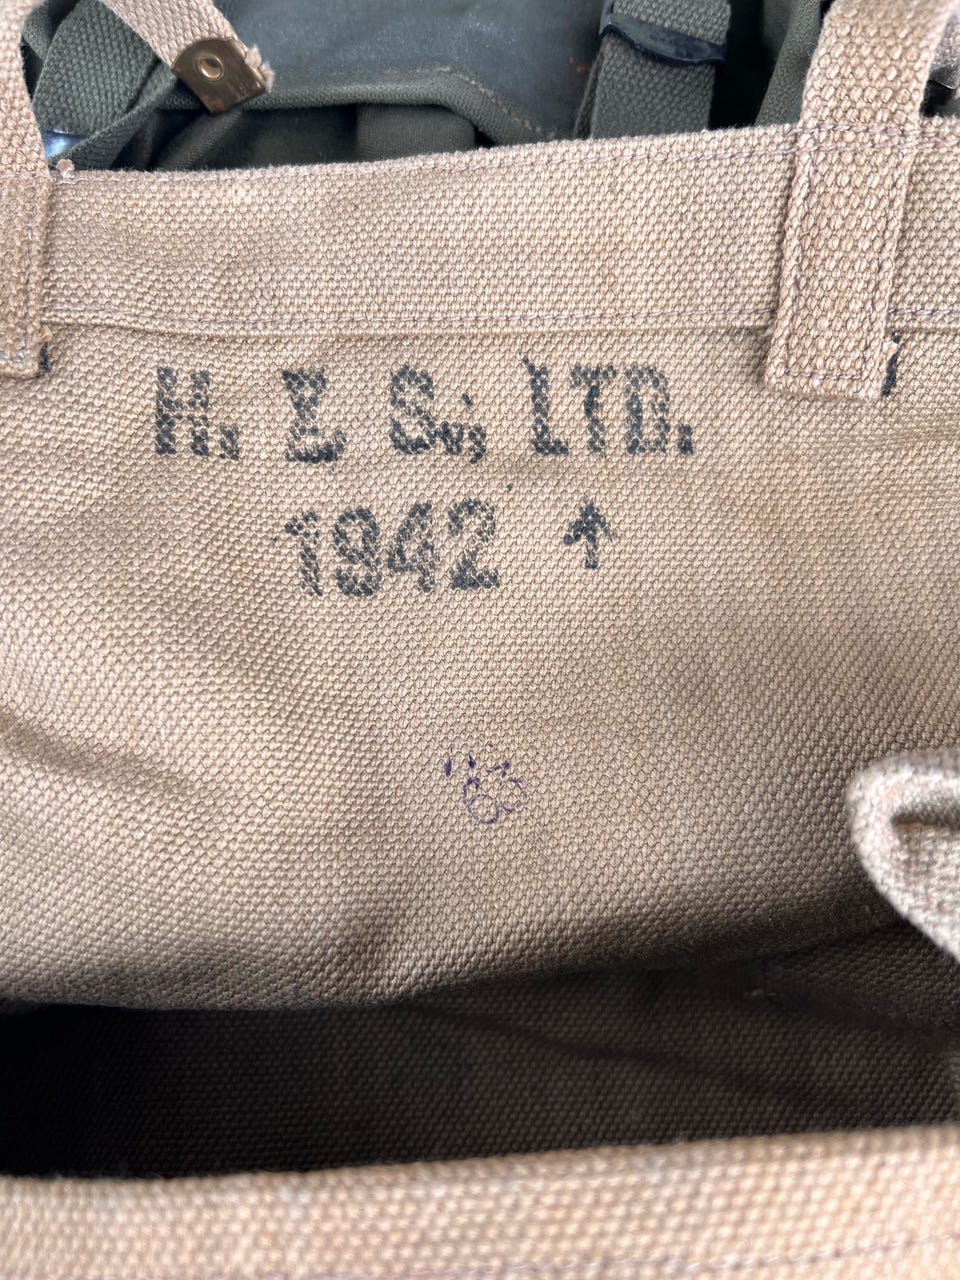 H. E S., LTD.
1942 ↑